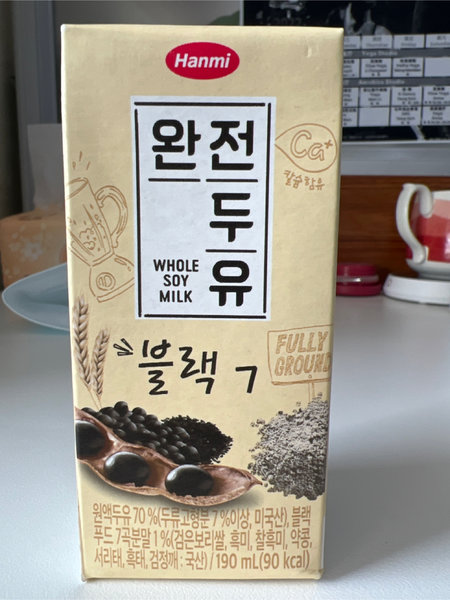 Hanmi
완전
두
유
WHOLE
SOY
MILK
Ca+
칼슘함유
블랙 7
FULLY
GROUND
원액두유 70 %(두류고형분 7 %이상, 미국산), 블랙
푸드 7곡분말 1 %(검은보리쌀, 흑미, 찰흑미, 약콩,
서리태, 흑태, 검정깨 : 국산) / 190 mL(90 kcal)